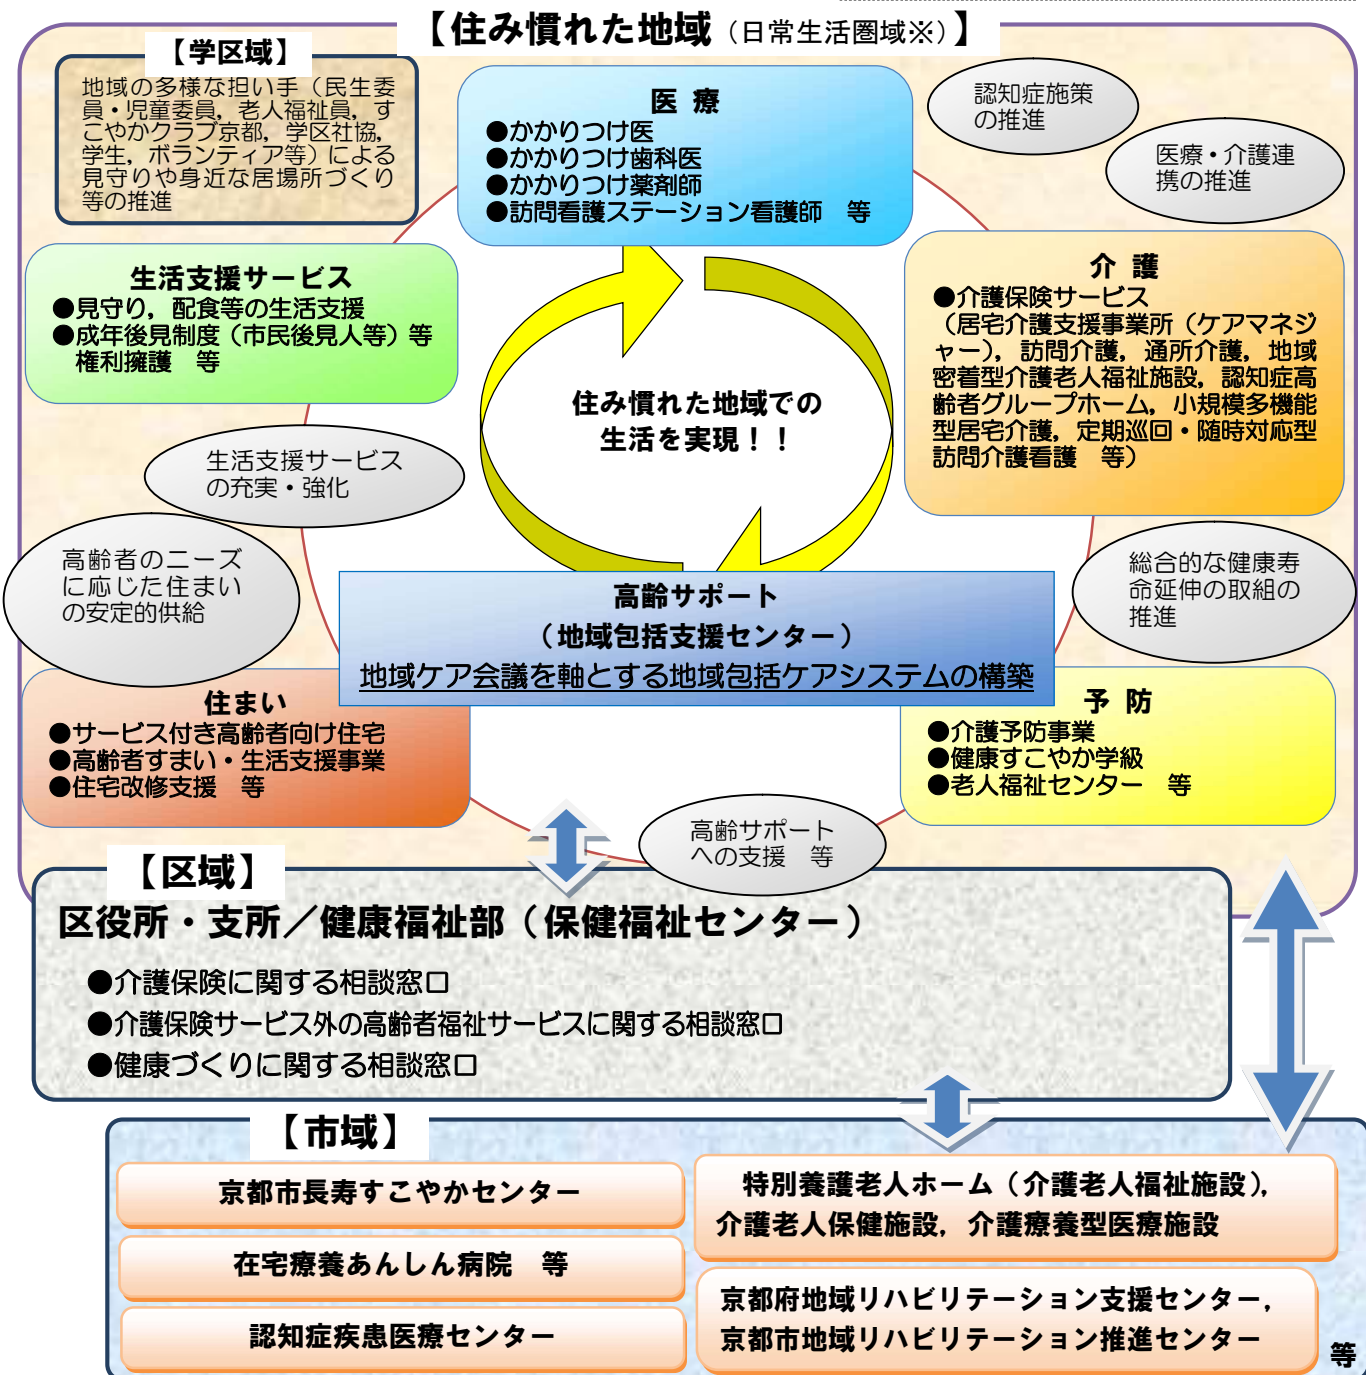 【住み慣れた地域（日常生活圏域※）】
【学区域】
地域の多様な担い手（民生委
員・児童委員，老人福祉員，す
こやかクラブ京都，学区社協，
学生，ボランティア等）による
見守りや身近な居場所づくり
等の推進
医 療
●かかりつけ医
●かかりつけ歯科医
●かかりつけ薬剤師
●訪問看護ステーション看護師　等
認知症施策
の推進
医療・介護連
携の推進
生活支援サービス
●見守り，配食等の生活支援
●成年後見制度（市民後見人等）等
権利擁護　等
介 護
●介護保険サービス
（居宅介護支援事業所（ケアマネジ
ャー），訪問介護，通所介護，地域
密着型介護老人福祉施設，認知症高
齢者グループホーム，小規模多機能
型居宅介護，定期巡回・随時対応型
訪問介護看護　等）
住み慣れた地域での
生活を実現！！
生活支援サービス
の充実・強化
高齢者のニーズ
に応じた住まい
の安定的供給
総合的な健康寿
命延伸の取組の
推進
高齢サポート
（地域包括支援センター）
地域ケア会議を軸とする地域包括ケアシステムの構築
住まい
●サービス付き高齢者向け住宅
●高齢者すまい・生活支援事業
●住宅改修支援　等
予 防
●介護予防事業
●健康すこやか学級
●老人福祉センター　等
高齢サポート
への支援　等
【区域】
区役所・支所／健康福祉部（保健福祉センター）
●介護保険に関する相談窓口
●介護保険サービス外の高齢者福祉サービスに関する相談窓口
●健康づくりに関する相談窓口
【市域】
京都市長寿すこやかセンター
在宅療養あんしん病院　等
認知症疾患医療センター
特別養護老人ホーム（介護老人福祉施設），
介護老人保健施設，介護療養型医療施設
京都府地域リハビリテーション支援センター，
京都市地域リハビリテーション推進センター
等